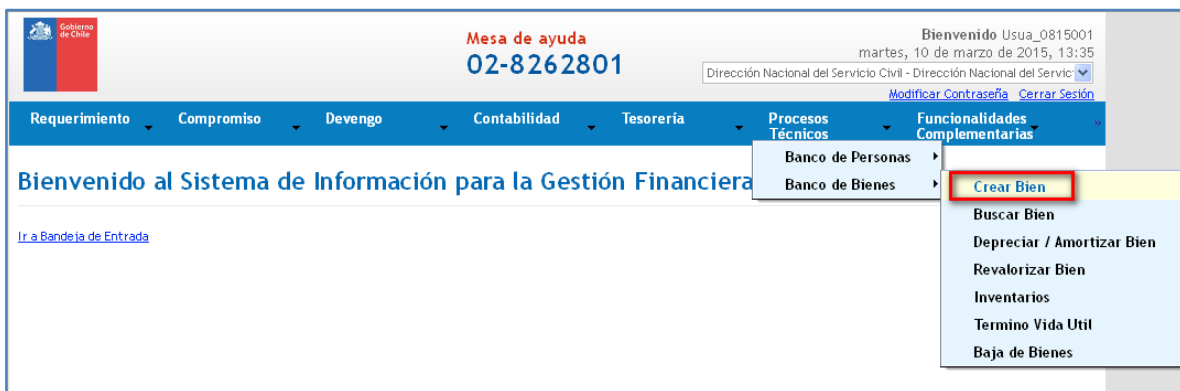 Gobierno
de Chile
Mesa de ayuda
02-8262801
Bienvenido Usua_0815001
martes, 10 de marzo de 2015, 13:35
Dirección Nacional del Servicio Civil - Dirección Nacional del Servic
Modificar Contraseña Cerrar Sesión
Requerimiento Compromiso Devengo Contabilidad Tesorería Procesos Técnicos Funcionalidades Complementarias »
Banco de Personas
Banco de Bienes
Bienvenido al Sistema de Información para la Gestión Financiera
Ir a Bandeja de Entrada
Crear Bien
Buscar Bien
Depreciar / Amortizar Bien
Revalorizar Bien
Inventarios
Termino Vida Util
Baja de Bienes